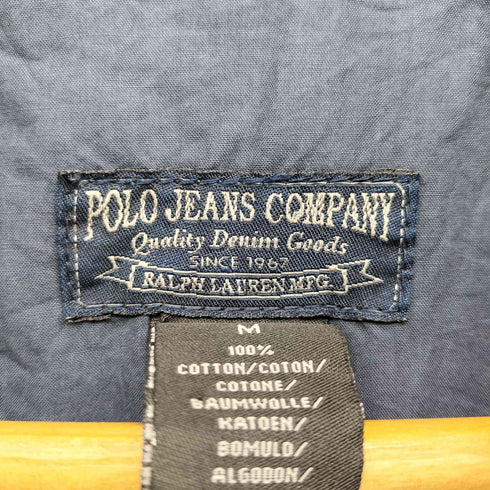 POLO JEANS COMPANY
Quality Denim Goods
SINCE 1967
RALPH LAUREN MFG.
M
100%
COTTON/COTON/
COTONE/
BAUMWOLLE/
KATOEN/
BOMULD/
ALGODON/